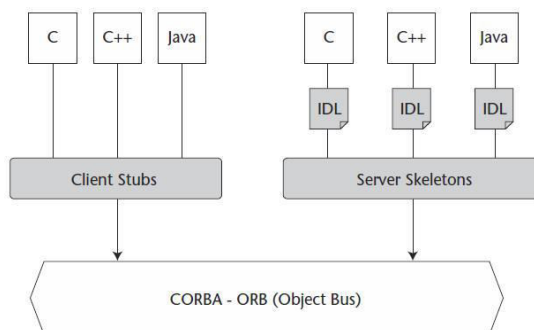 C C++ Java C C++ Java
IDL IDL IDL
Client Stubs Server Skeletons
CORBA - ORB (Object Bus)